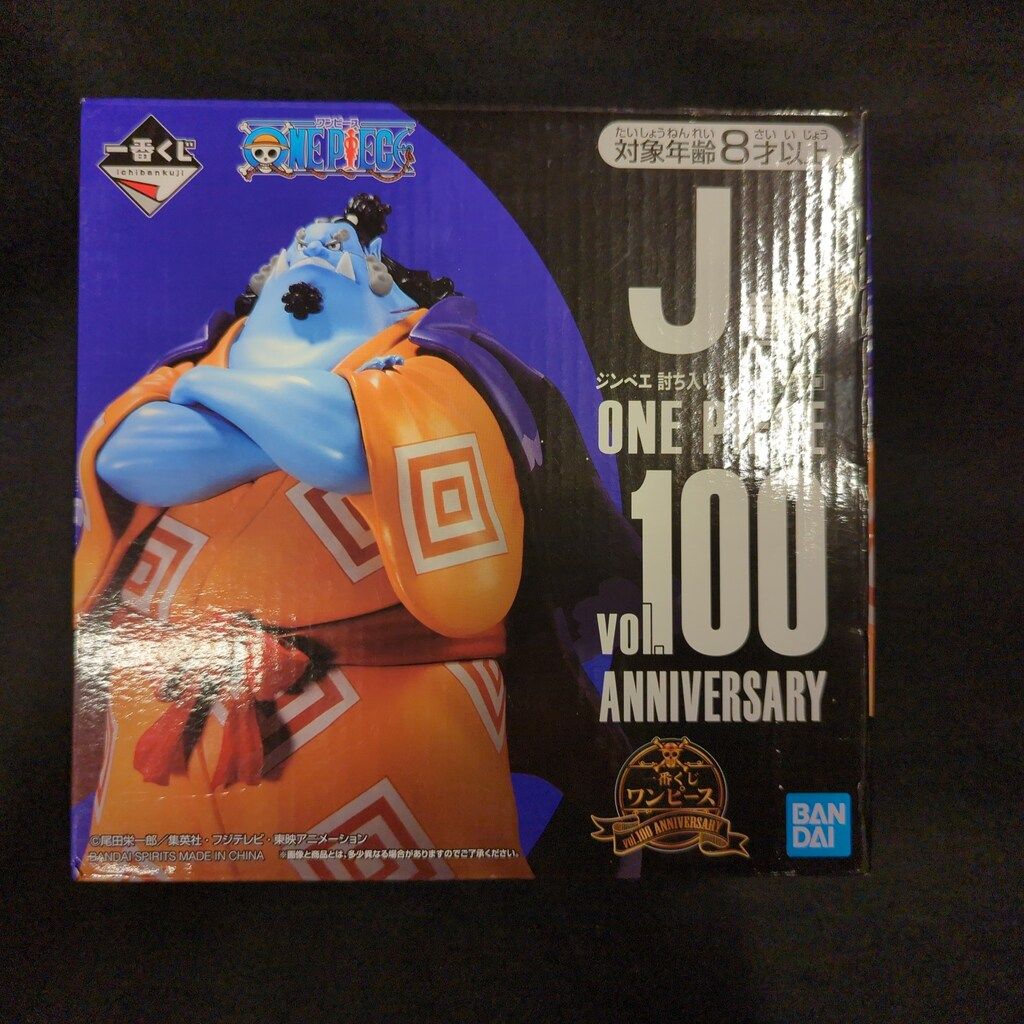 一番くじ
ichibankuji
ワンピース
ONE PIECE
たいしょうねんれい さい いじょう
対象年齢8才以上
J.
ジンベエ 討ち入り
ONE PIECE
vol.100
ANNIVERSARY
一番くじ
ワンピース
Vol.100 ANNIVERSARY
BAN
DAI
©尾田栄一郎／集英社・フジテレビ・東映アニメーション
BANDAI SPIRITS MADE IN CHINA ※画像と商品とは、多少異なる場合がありますのでご了承ください。